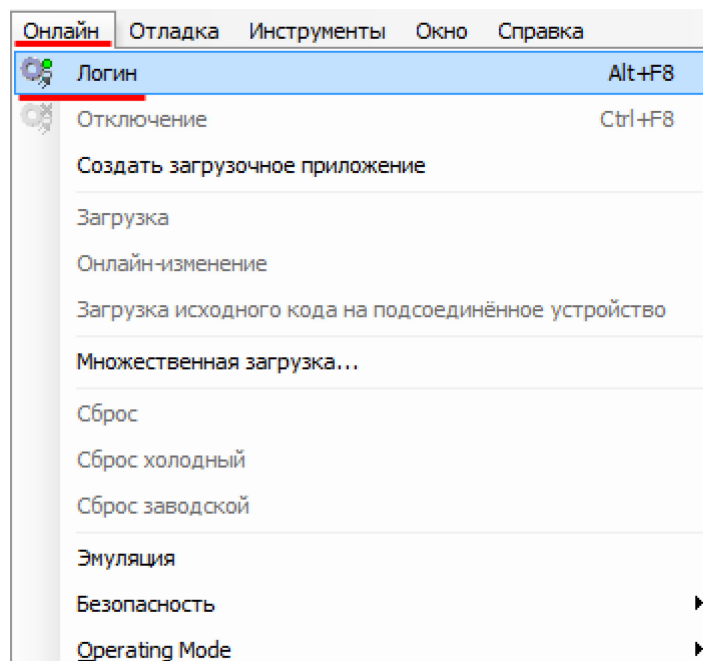 Онлайн Отладка Инструменты Окно Справка
Логин Alt+F8
Отключение Ctrl+F8
Создать загрузочное приложение
Загрузка
Онлайн-изменение
Загрузка исходного кода на подсоединённое устройство
Множественная загрузка...
Сброс
Сброс холодный
Сброс заводской
Эмуляция
Безопасность
Operating Mode